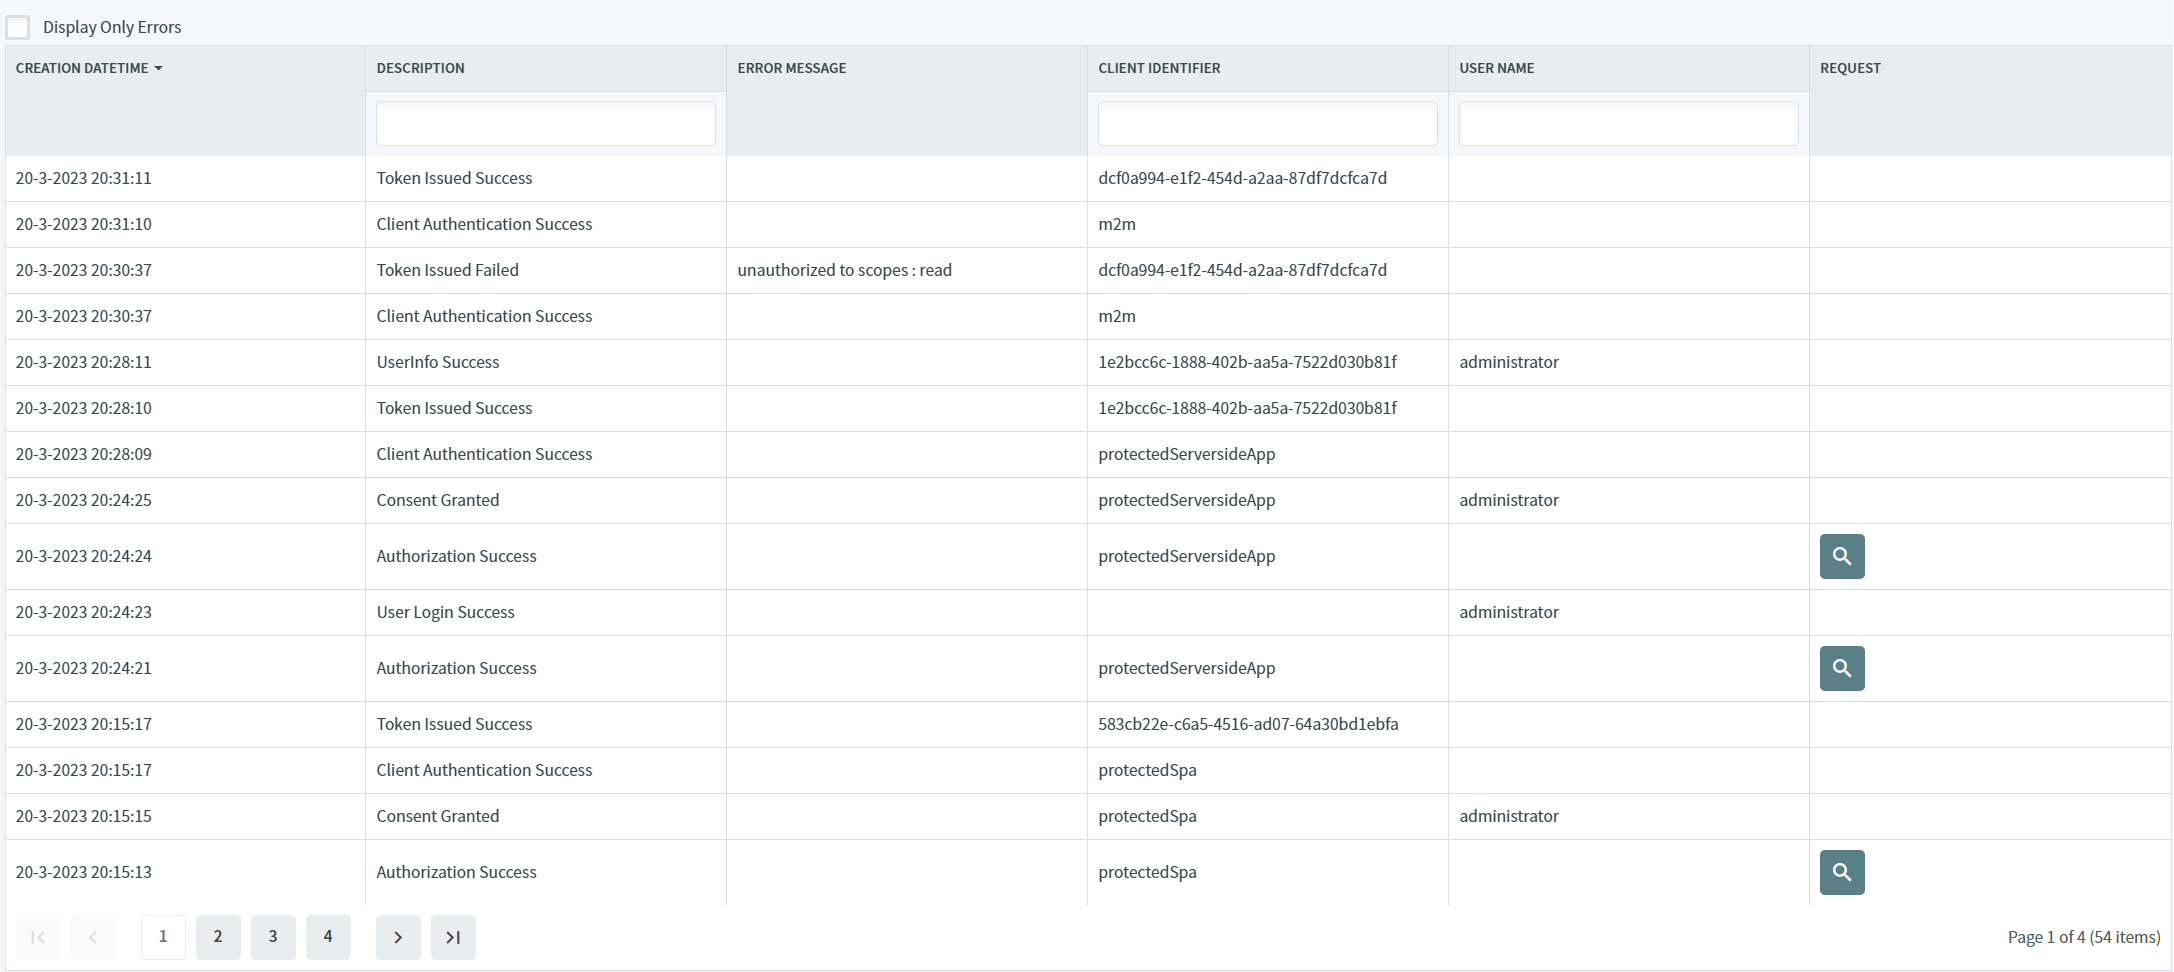 Display Only Errors
CREATION DATETIME DESCRIPTION ERROR MESSAGE CLIENT IDENTIFIER USER NAME REQUEST
20-3-2023 20:31:11 Token Issued Success dcf0a994-e1f2-454d-a2aa-87df7dcfca7d
20-3-2023 20:31:10 Client Authentication Success m2m
20-3-2023 20:30:37 Token Issued Failed unauthorized to scopes : read dcf0a994-e1f2-454d-a2aa-87df7dcfca7d
20-3-2023 20:30:37 Client Authentication Success m2m
20-3-2023 20:28:11 UserInfo Success 1e2bcc6c-1888-402b-aa5a-7522d030b81f administrator
20-3-2023 20:28:10 Token Issued Success 1e2bcc6c-1888-402b-aa5a-7522d030b81f
20-3-2023 20:28:09 Client Authentication Success protectedServersideApp
20-3-2023 20:24:25 Consent Granted protectedServersideApp administrator
20-3-2023 20:24:24 Authorization Success protectedServersideApp
20-3-2023 20:24:23 User Login Success administrator
20-3-2023 20:24:21 Authorization Success protectedServersideApp
20-3-2023 20:15:17 Token Issued Success 583cb22e-c6a5-4516-ad07-64a30bd1ebfa
20-3-2023 20:15:17 Client Authentication Success protectedSpa
20-3-2023 20:15:15 Consent Granted protectedSpa administrator
20-3-2023 20:15:13 Authorization Success protectedSpa
1 2 3 4 Page 1 of 4 (54 items)